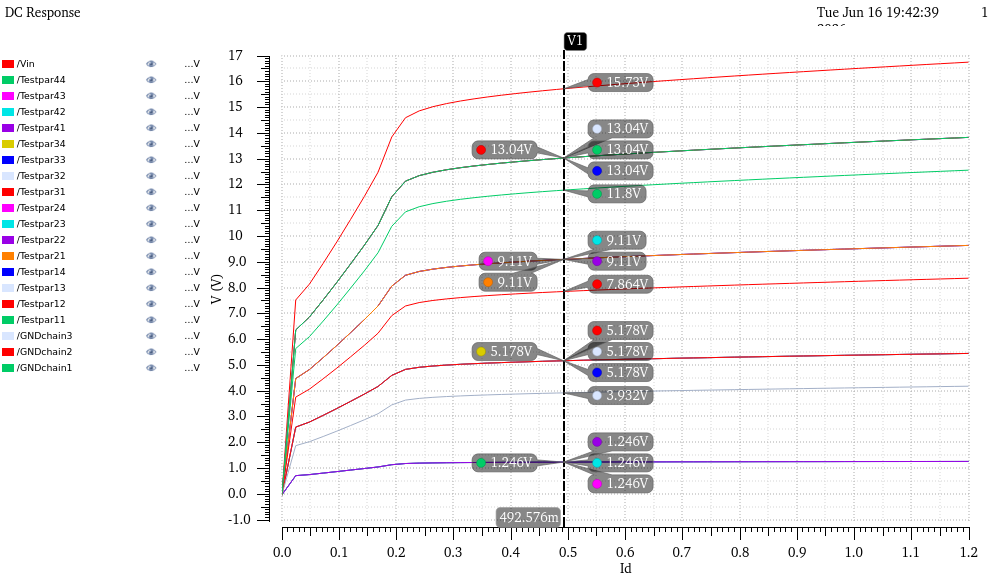 DC Response
Tue Jun 16 19:42:39 1
V1
/Vin ...V
/Testpar44 ...V
/Testpar43 ...V
/Testpar42 ...V
/Testpar41 ...V
/Testpar34 ...V
/Testpar33 ...V
/Testpar32 ...V
/Testpar31 ...V
/Testpar24 ...V
/Testpar23 ...V
/Testpar22 ...V
/Testpar21 ...V
/Testpar14 ...V
/Testpar13 ...V
/Testpar12 ...V
/Testpar11 ...V
/GNDchain3 ...V
/GNDchain2 ...V
/GNDchain1 ...V
V (V)
17
16
15
14
13
12
11
10
9.0
8.0
7.0
6.0
5.0
4.0
3.0
2.0
1.0
0.0
-1.0
15.73V
13.04V
13.04V
13.04V
13.04V
11.8V
9.11V
9.11V
9.11V
9.11V
7.864V
5.178V
5.178V
5.178V
5.178V
3.932V
1.246V
1.246V
1.246V
1.246V
492.576m
0.0 0.1 0.2 0.3 0.4 0.5 0.6 0.7 0.8 0.9 1.0 1.1 1.2
Id